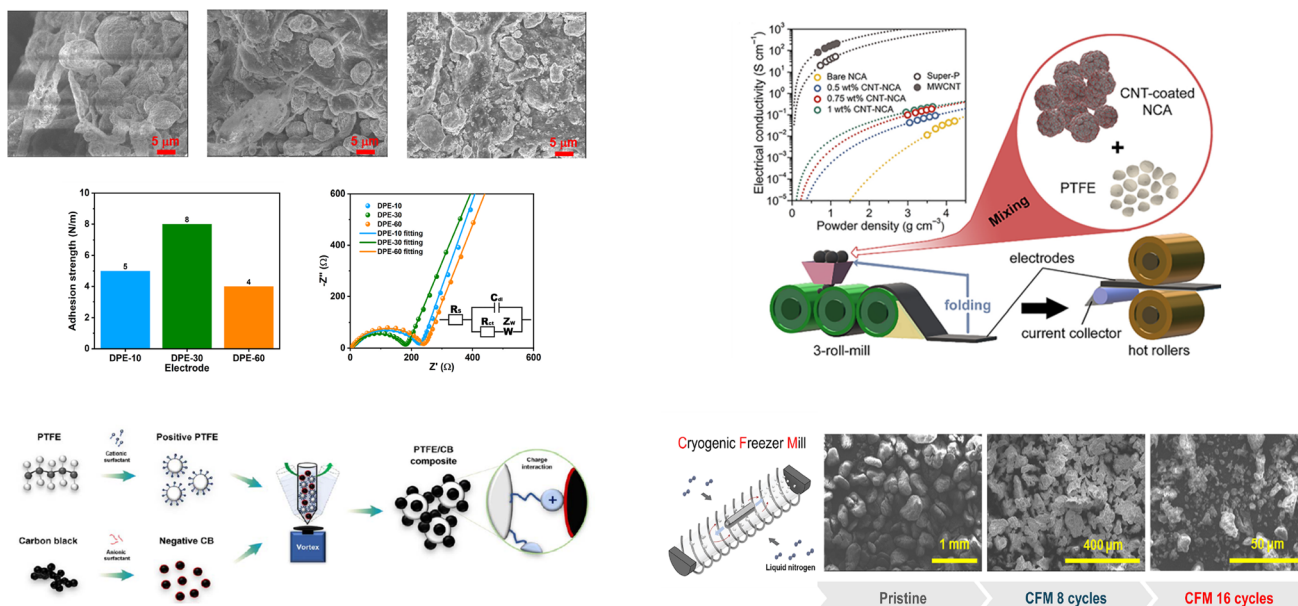 5 μm
5 μm
5 μm
Adhesion strength (N/m)
10
8
6
4
2
0
5
8
4
DPE-10
DPE-30
DPE-60
Electrode
-Z'' (Ω)
600
400
200
0
DPE-10
DPE-30
DPE-60
DPE-10 fitting
DPE-30 fitting
DPE-60 fitting
Rs
Cdl
Rct
Zw
W
0
200
400
600
Z' (Ω)
Electrical conductivity (S cm⁻¹)
10³
10²
10¹
10⁰
10⁻¹
10⁻²
10⁻³
10⁻⁴
10⁻⁵
Bare NCA
0.5 wt% CNT-NCA
0.75 wt% CNT-NCA
1 wt% CNT-NCA
Super-P
MWCNT
0
1
2
3
4
Powder density (g cm⁻³)
CNT-coated
NCA
+
PTFE
Mixing
electrodes
folding
current collector
3-roll-mill
hot rollers
PTFE
Cationic
surfactant
Positive PTFE
Carbon black
Anionic
surfactant
Negative CB
Vortex
PTFE/CB
composite
Charge
interaction
+
Cryogenic Freezer Mill
Liquid nitrogen
1 mm
400 μm
50 μm
Pristine
CFM 8 cycles
CFM 16 cycles